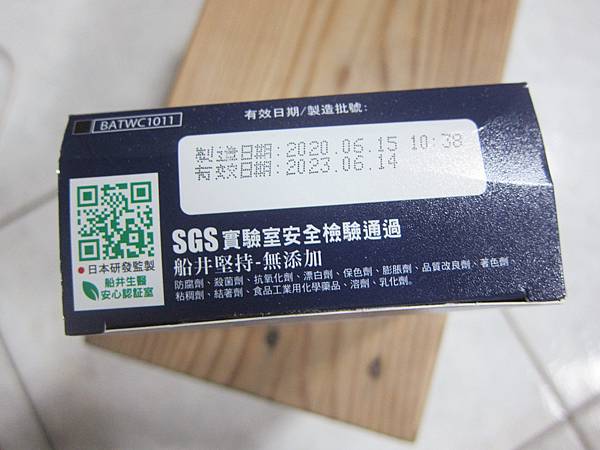 BATWC1011
有效日期/製造批號:
製造日期:2020.06.15 10:38
有效日期:2023.06.14
SGS實驗室安全檢驗通過
船井堅持-無添加
防腐劑、殺菌劑、抗氧化劑、漂白劑、保色劑、膨脹劑、品質改良劑、著色劑
粘稠劑、結著劑、食品工業用化學藥品、溶劑、乳化劑。
日本研發監製
船井生醫
安心認証室